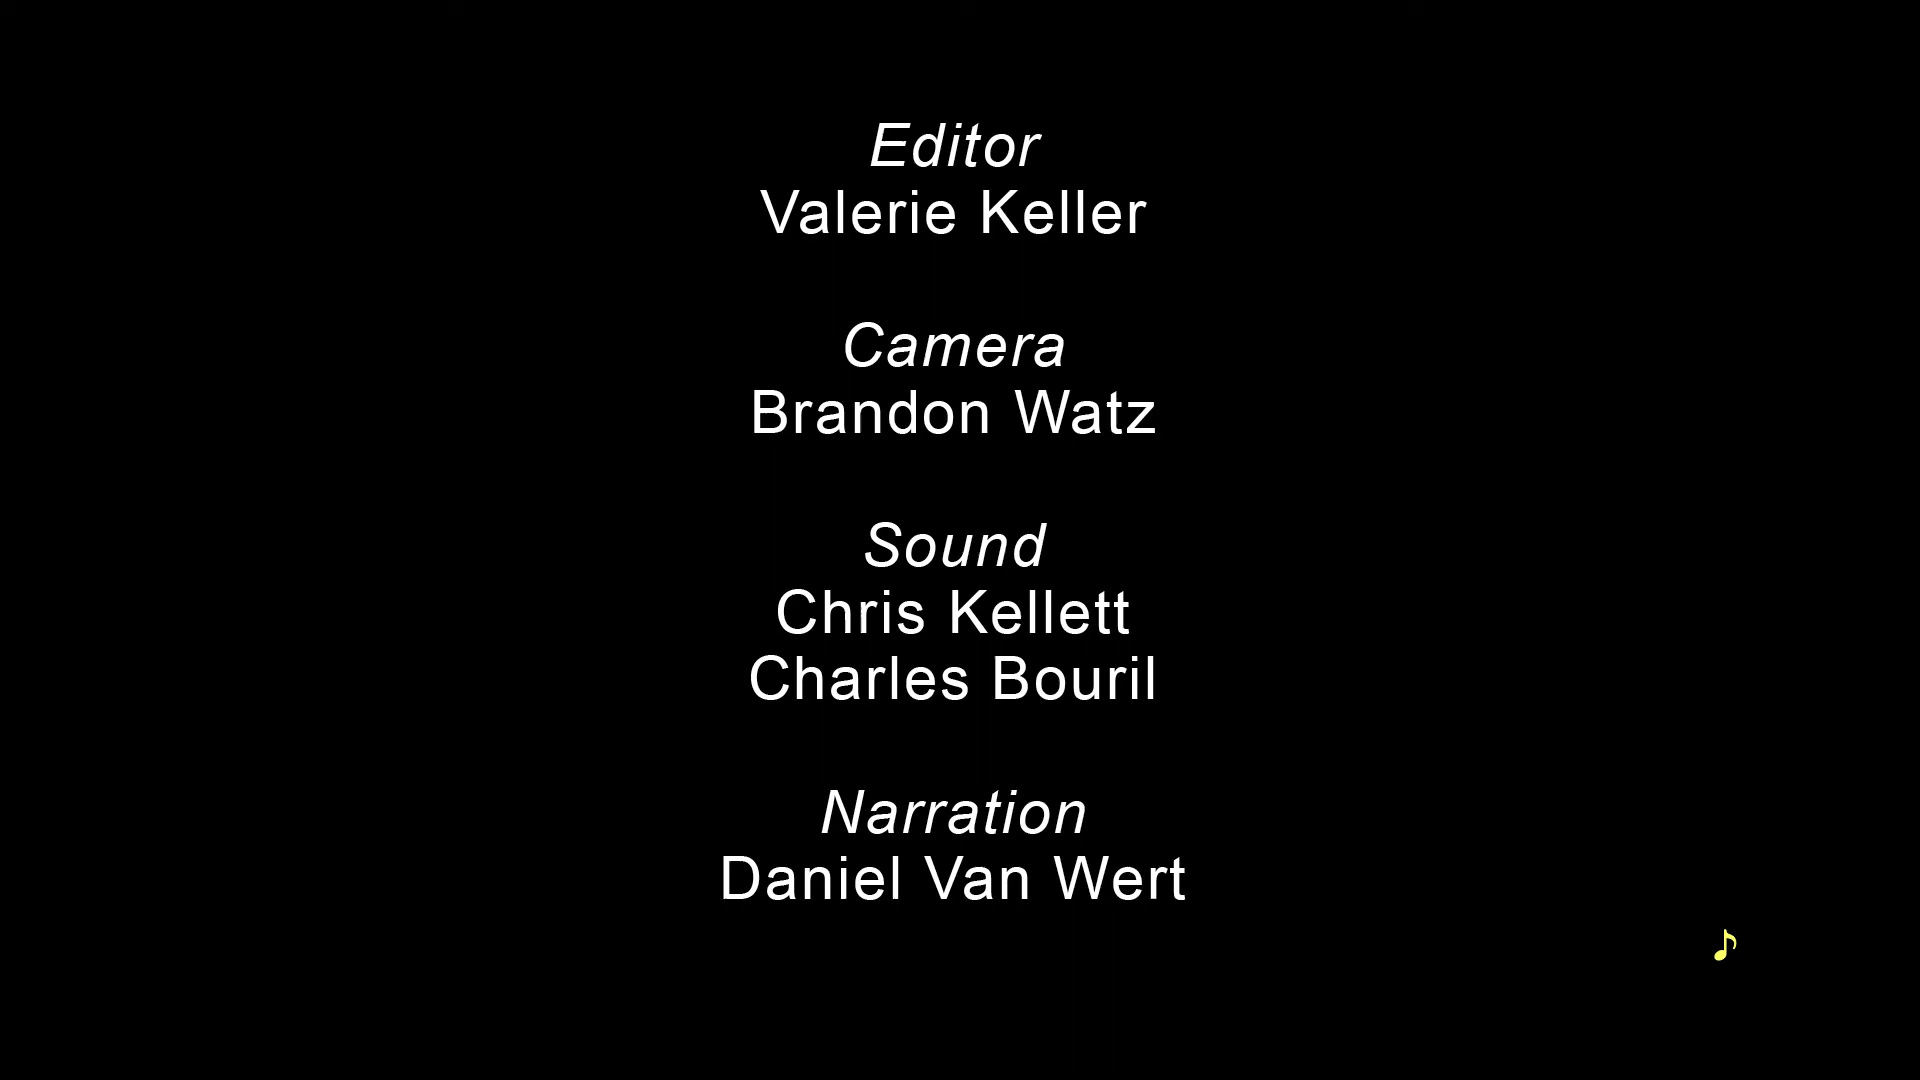 Editor
Valerie Keller
Camera
Brandon Watz
Sound
Chris Kellett
Charles Bouril
Narration
Daniel Van Wert
♪